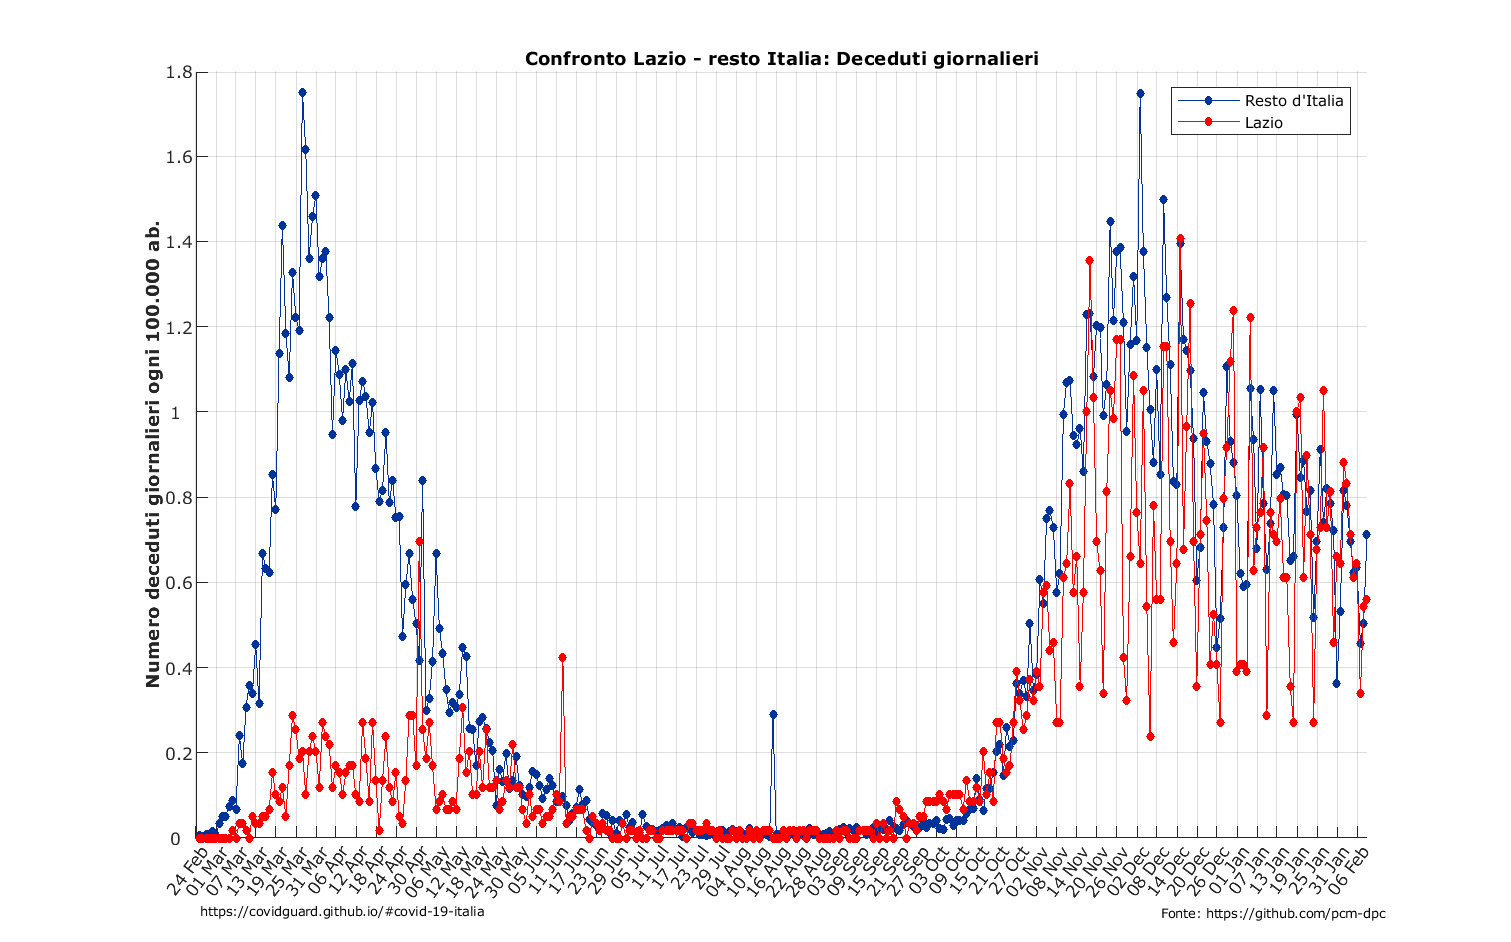 Confronto Lazio - resto Italia: Deceduti giornalieri
Numero deceduti giornalieri ogni 100.000 ab.
1.8
1.6
1.4
1.2
1
0.8
0.6
0.4
0.2
0
Resto d'Italia
Lazio
24 Feb
01 Mar
07 Mar
13 Mar
19 Mar
25 Mar
31 Mar
06 Apr
12 Apr
18 Apr
24 Apr
30 Apr
06 May
12 May
18 May
24 May
30 May
05 Jun
11 Jun
17 Jun
23 Jun
29 Jun
05 Jul
11 Jul
17 Jul
23 Jul
29 Jul
04 Aug
10 Aug
16 Aug
22 Aug
28 Aug
03 Sep
09 Sep
15 Sep
21 Sep
27 Sep
03 Oct
09 Oct
15 Oct
21 Oct
27 Oct
02 Nov
08 Nov
14 Nov
20 Nov
26 Nov
02 Dec
08 Dec
14 Dec
20 Dec
26 Dec
01 Jan
07 Jan
13 Jan
19 Jan
25 Jan
31 Jan
06 Feb
https://covidguard.github.io/#covid-19-italia
Fonte: https://github.com/pcm-dpc